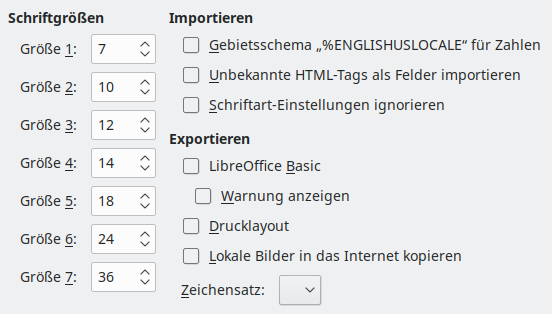 Schriftgrößen
Größe 1: 7
Größe 2: 10
Größe 3: 12
Größe 4: 14
Größe 5: 18
Größe 6: 24
Größe 7: 36
Importieren
Gebietsschema „%ENGLISHUSLOCALE“ für Zahlen
Unbekannte HTML-Tags als Felder importieren
Schriftart-Einstellungen ignorieren
Exportieren
LibreOffice Basic
Warnung anzeigen
Drucklayout
Lokale Bilder in das Internet kopieren
Zeichensatz: